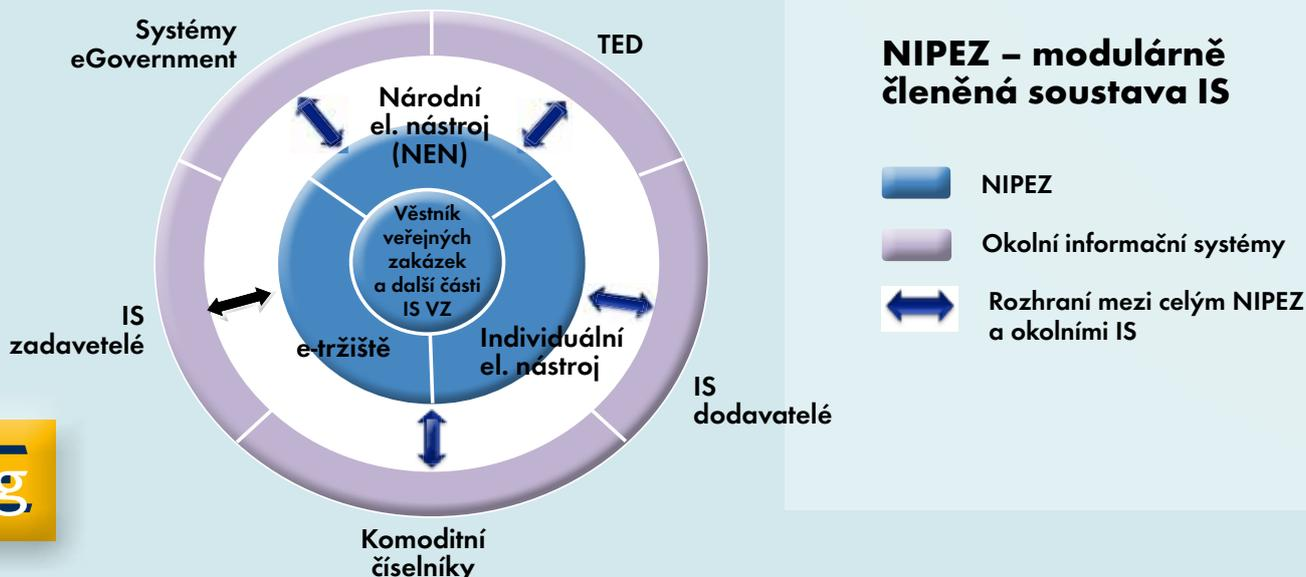 Systémy
eGovernment
TED
Národní
el. nástroj
(NEN)
Věstník
veřejných
zakázek
a další části
IS VZ
IS
zadavetelé
e-tržiště
Individuální
el. nástroj
IS
dodavatelé
Komoditní
číselníky
g
NIPEZ – modulárně
členěná soustava IS
NIPEZ
Okolní informační systémy
Rozhraní mezi celým NIPEZ
a okolními IS